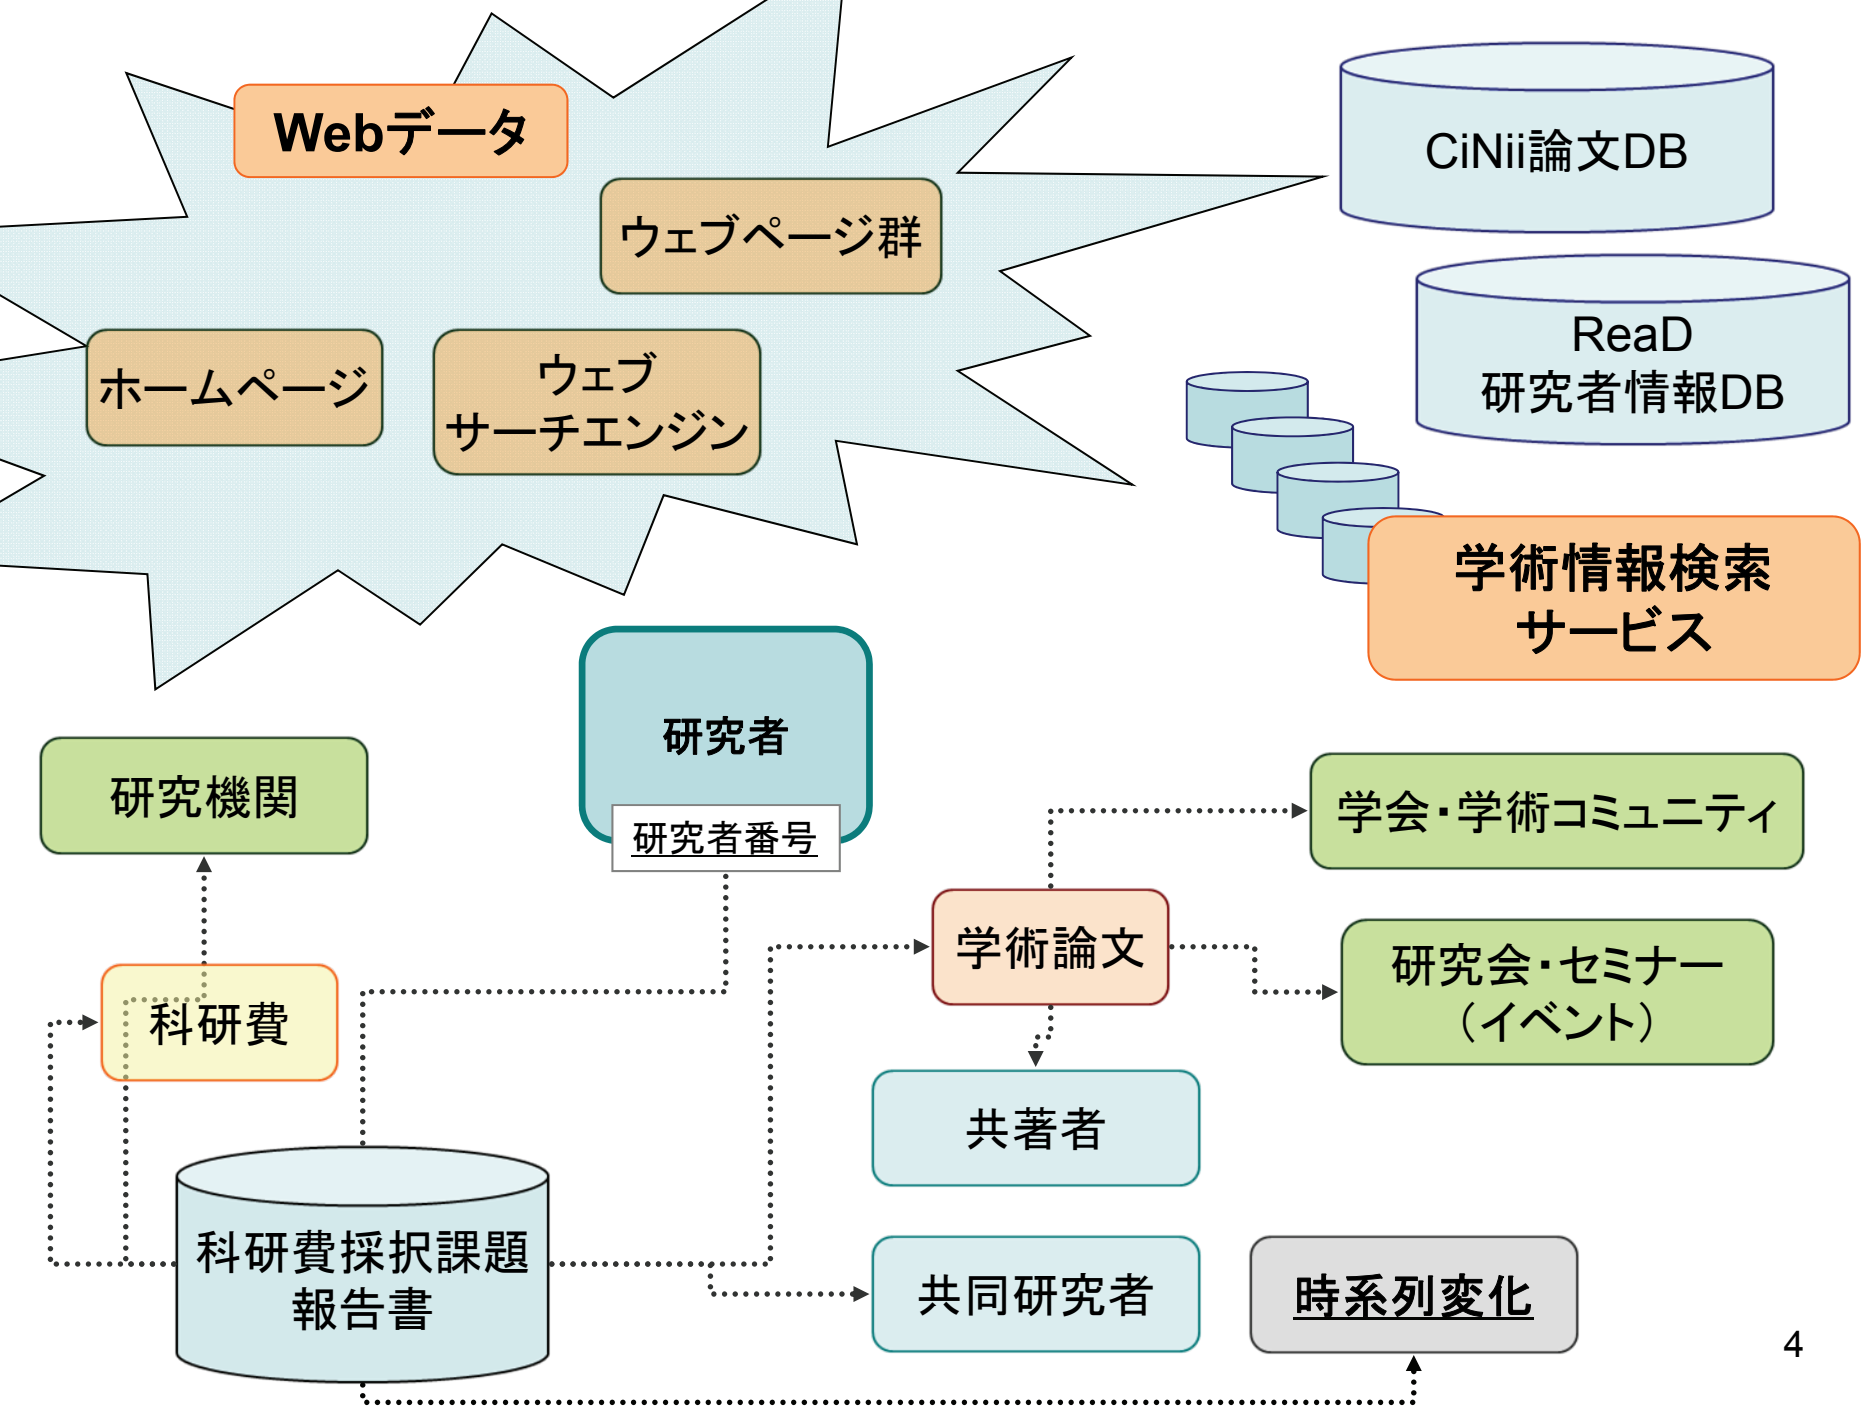 Webデータ
ウェブページ群
ホームページ
ウェブ
サーチエンジン
CiNii論文DB
ReaD
研究者情報DB
学術情報検索
サービス
研究者
研究者番号
研究機関
科研費
学術論文
学会・学術コミュニティ
研究会・セミナー
（イベント）
共著者
科研費採択課題
報告書
共同研究者
時系列変化
4